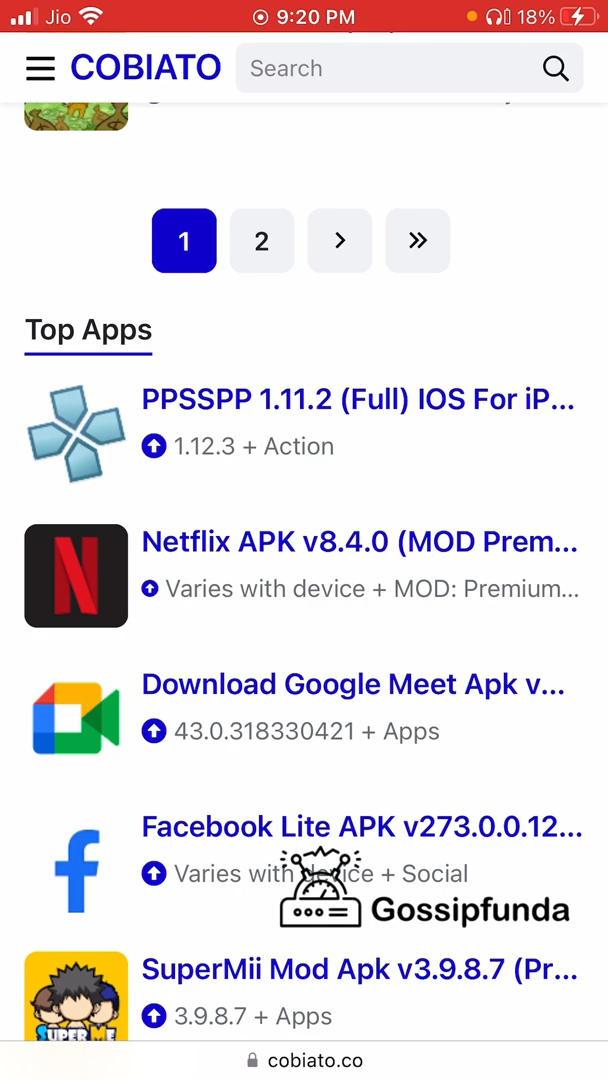 Jio 9:20 PM 18%
COBIATO Search
1 2 > >>
Top Apps
PPSSPP 1.11.2 (Full) IOS For iP...
1.12.3 + Action
N
Netflix APK v8.4.0 (MOD Prem...
Varies with device + MOD: Premium...
Download Google Meet Apk v...
43.0.318330421 + Apps
f
Facebook Lite APK v273.0.0.12...
Varies with device + Social
Gossipfunda
SuperMii Mod Apk v3.9.8.7 (Pr...
3.9.8.7 + Apps
SUPER ME
cobiato.co